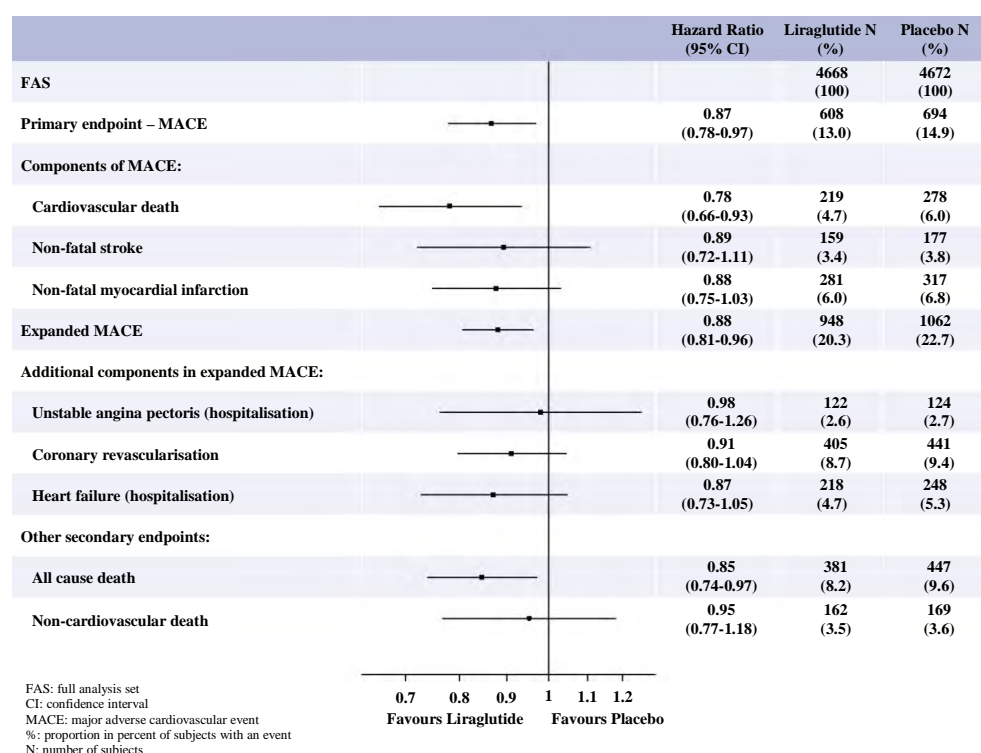 Hazard Ratio Liraglutide N Placebo N
(95% CI) (%) (%)
FAS 4668 4672
(100) (100)
Primary endpoint – MACE 0.87 608 694
(0.78-0.97) (13.0) (14.9)
Components of MACE:
Cardiovascular death 0.78 219 278
(0.66-0.93) (4.7) (6.0)
Non-fatal stroke 0.89 159 177
(0.72-1.11) (3.4) (3.8)
Non-fatal myocardial infarction 0.88 281 317
(0.75-1.03) (6.0) (6.8)
Expanded MACE 0.88 948 1062
(0.81-0.96) (20.3) (22.7)
Additional components in expanded MACE:
Unstable angina pectoris (hospitalisation) 0.98 122 124
(0.76-1.26) (2.6) (2.7)
Coronary revascularisation 0.91 405 441
(0.80-1.04) (8.7) (9.4)
Heart failure (hospitalisation) 0.87 218 248
(0.73-1.05) (4.7) (5.3)
Other secondary endpoints:
All cause death 0.85 381 447
(0.74-0.97) (8.2) (9.6)
Non-cardiovascular death 0.95 162 169
(0.77-1.18) (3.5) (3.6)
0.7 0.8 0.9 1 1.1 1.2
Favours Liraglutide Favours Placebo
FAS: full analysis set
CI: confidence interval
MACE: major adverse cardiovascular event
%: proportion in percent of subjects with an event
N: number of subjects